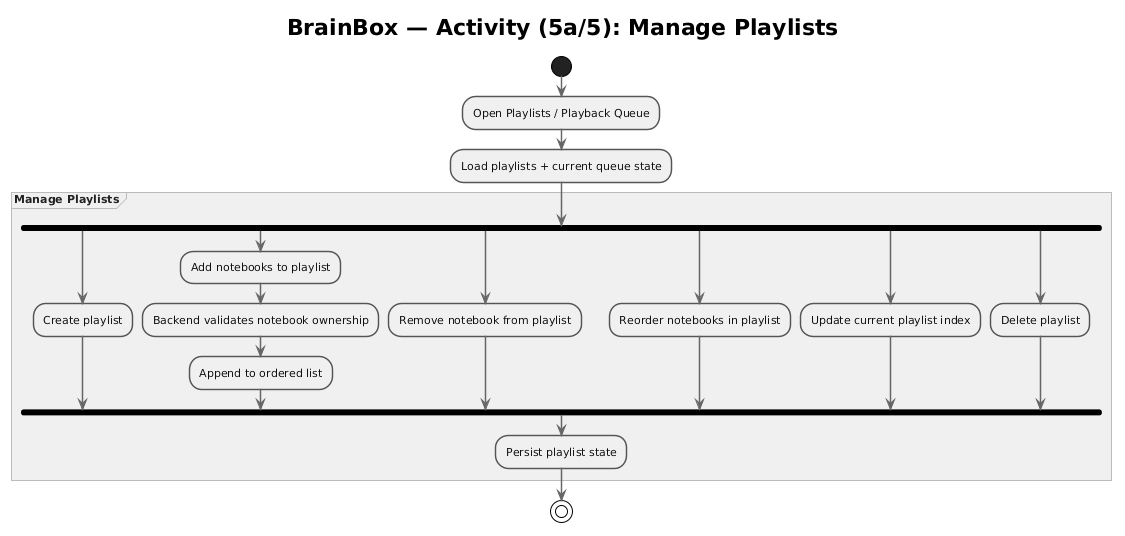 BrainBox — Activity (5a/5): Manage Playlists
Open Playlists / Playback Queue
Load playlists + current queue state
Manage Playlists
Add notebooks to playlist
Create playlist
Backend validates notebook ownership
Remove notebook from playlist
Reorder notebooks in playlist
Update current playlist index
Delete playlist
Append to ordered list
Persist playlist state